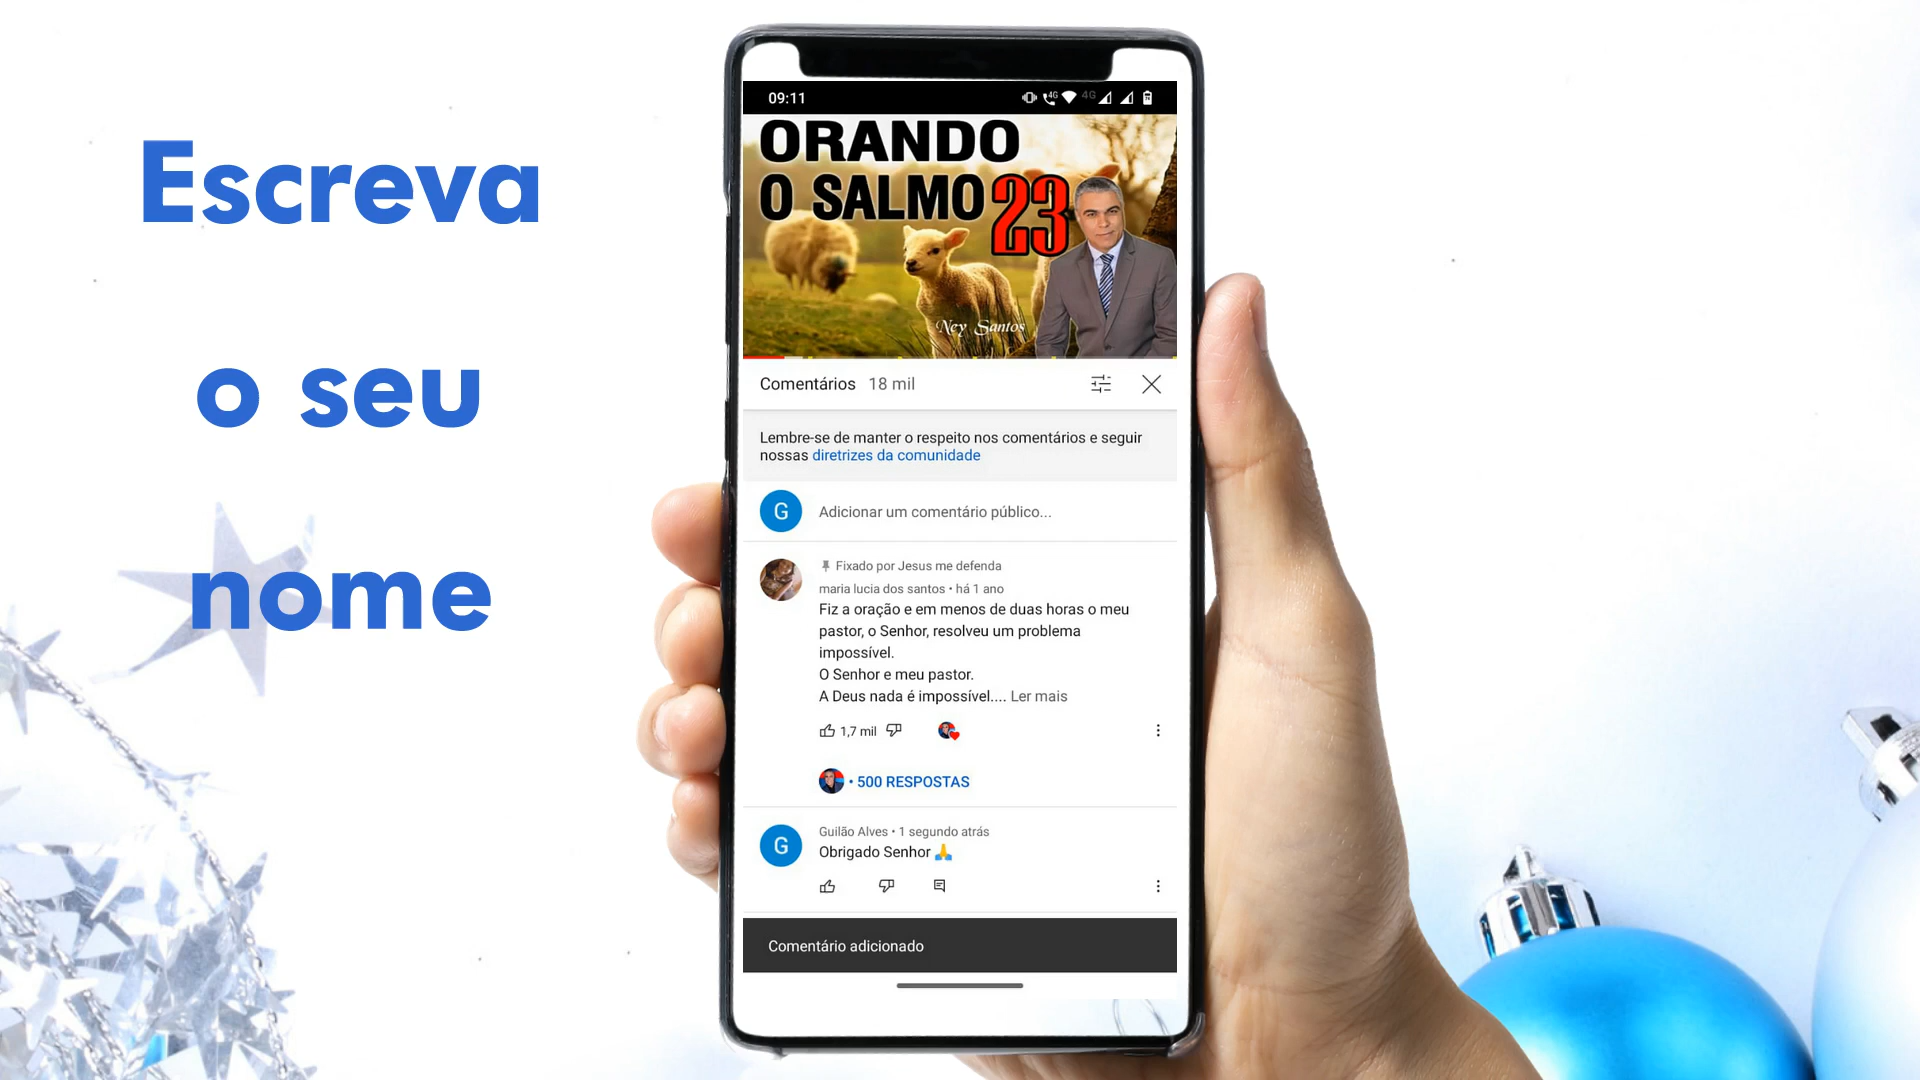 Escreva
o seu
nome
09:11
4G
4G
ORANDO
O SALMO 23
Ney Santos
Comentários 18 mil
Lembre-se de manter o respeito nos comentários e seguir
nossas diretrizes da comunidade
G
Adicionar um comentário público...
Fixado por Jesus me defenda
maria lucia dos santos • há 1 ano
Fiz a oração e em menos de duas horas o meu
pastor, o Senhor, resolveu um problema
impossível.
O Senhor e meu pastor.
A Deus nada é impossível.... Ler mais
1,7 mil
• 500 RESPOSTAS
G
Guilão Alves • 1 segundo atrás
Obrigado Senhor 🙏
Comentário adicionado